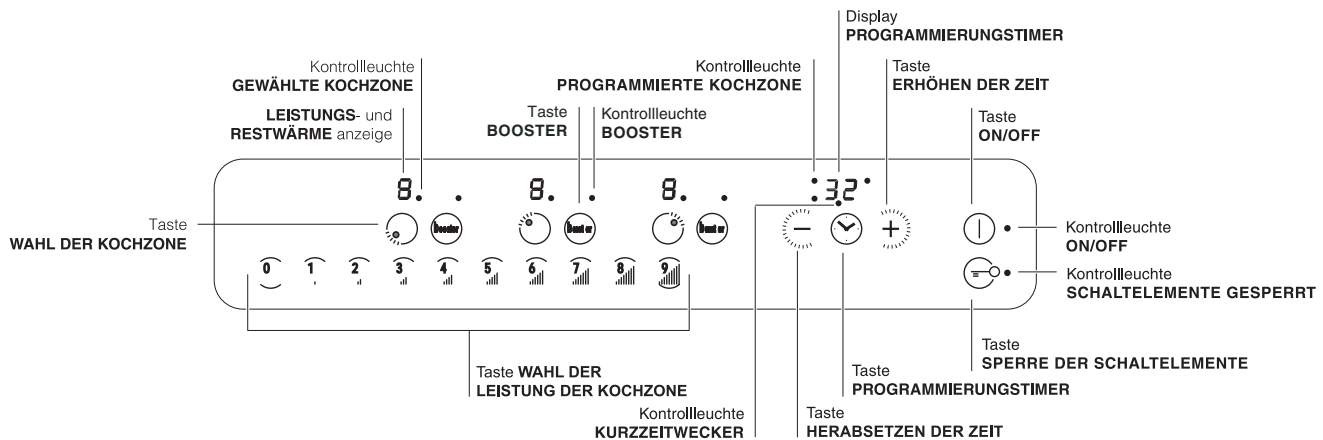 Display
PROGRAMMIERUNGSTIMER
Kontrollleuchte
GEWÄHLTE KOCHZONE
Kontrollleuchte
PROGRAMMIERTE KOCHZONE
Taste
ERHÖHEN DER ZEIT
LEISTUNGS- und
RESTWÄRME anzeige
Taste
BOOSTER
Kontrollleuchte
BOOSTER
Taste
ON/OFF
8. 8. 8. 32
Taste
WAHL DER KOCHZONE
Booster Booster Booster
Kontrollleuchte
ON/OFF
0 1 2 3 4 5 6 7 8 9
Kontrollleuchte
SCHALTELEMENTE GESPERRT
Taste
SPERRE DER SCHALTELEMENTE
Taste WAHL DER
LEISTUNG DER KOCHZONE
Taste
PROGRAMMIERUNGSTIMER
Kontrollleuchte
KURZZEITWECKER
Taste
HERABSETZEN DER ZEIT